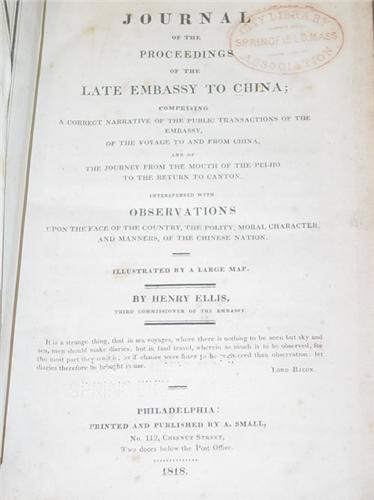 JOURNAL
OF THE
PROCEEDINGS
OF THE
LATE EMBASSY TO CHINA;
COMPRISING
A CORRECT NARRATIVE OF THE PUBLIC TRANSACTIONS OF THE
EMBASSY,
OF THE VOYAGE TO AND FROM CHINA,
AND OF
THE JOURNEY FROM THE MOUTH OF THE PEI-HO
TO THE RETURN TO CANTON.
INTERSPERSED WITH
OBSERVATIONS
UPON THE FACE OF THE COUNTRY, THE POLITY, MORAL CHARACTER,
AND MANNERS, OF THE CHINESE NATION.
ILLUSTRATED BY A LARGE MAP.
BY HENRY ELLIS,
THIRD COMMISSIONER OF THE EMBASSY.
It is a strange thing, that in sea voyages, where there is nothing to be seen but sky and
sea, men should make diaries; but in land travel, wherein so much is to be observed, for
the most part they omit it; as if chance were fitter to be registered than observation: let
diaries therefore be brought in use.
LORD BACON.
PHILADELPHIA:
PRINTED AND PUBLISHED BY A. SMALL,
No. 112, CHESNUT STREET,
Two doors below the Post Office.
1818.
LIBRARY
SPRINGFIELD, MASS
ASSOCIATION